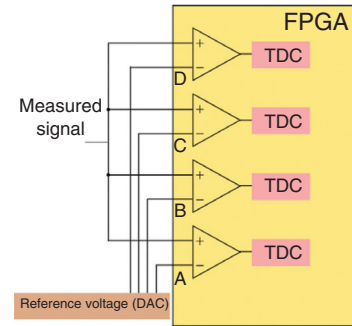 FPGA
+
−
D
TDC
Measured
signal
+
−
C
TDC
+
−
B
TDC
+
−
A
TDC
Reference voltage (DAC)